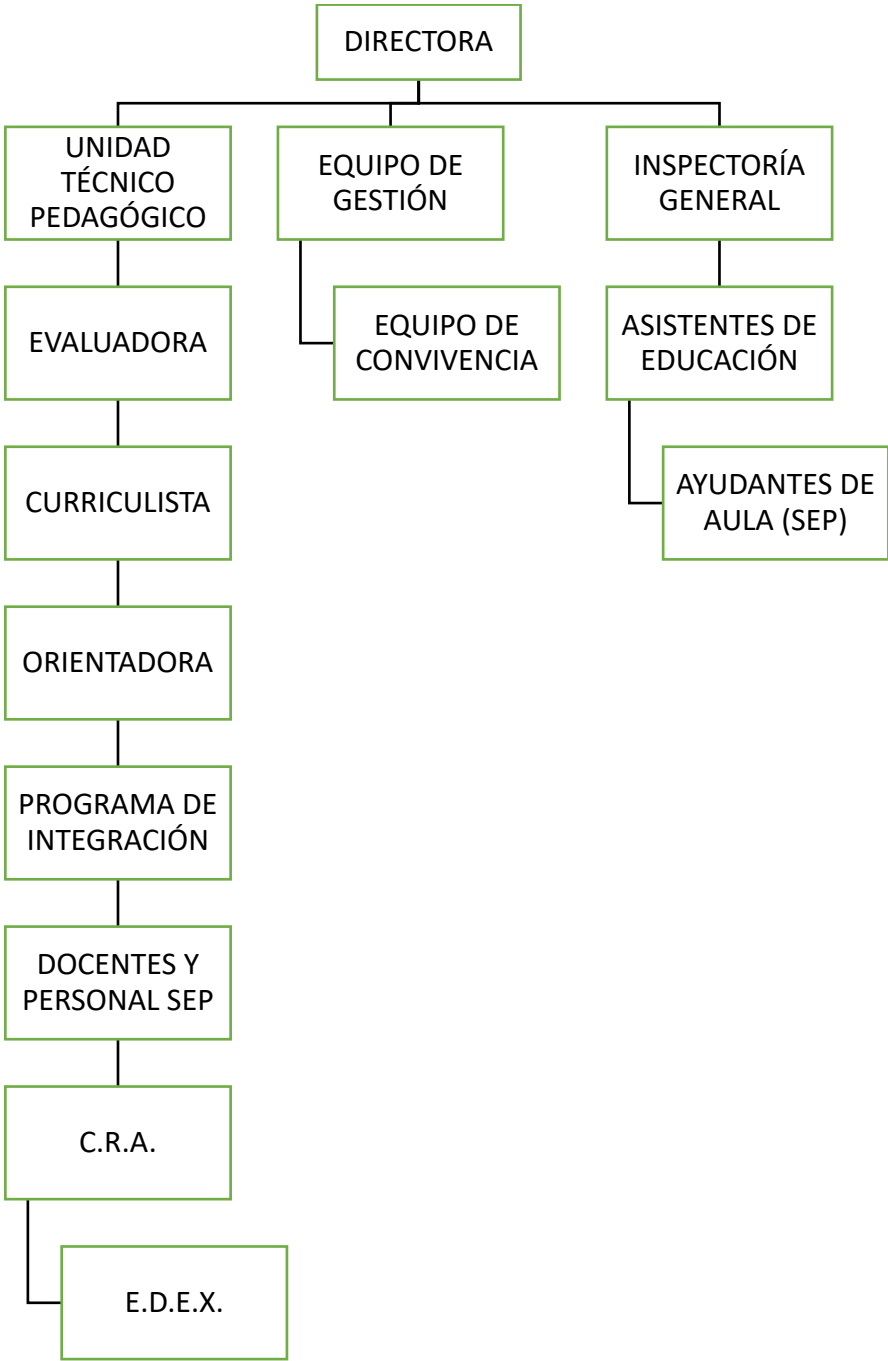 DIRECTORA
UNIDAD
TÉCNICO
PEDAGÓGICO
EQUIPO DE
GESTIÓN
INSPECTORÍA
GENERAL
EVALUADORA
EQUIPO DE
CONVIVENCIA
ASISTENTES DE
EDUCACIÓN
CURRICULISTA
AYUDANTES DE
AULA (SEP)
ORIENTADORA
PROGRAMA DE
INTEGRACIÓN
DOCENTES Y
PERSONAL SEP
C.R.A.
E.D.E.X.